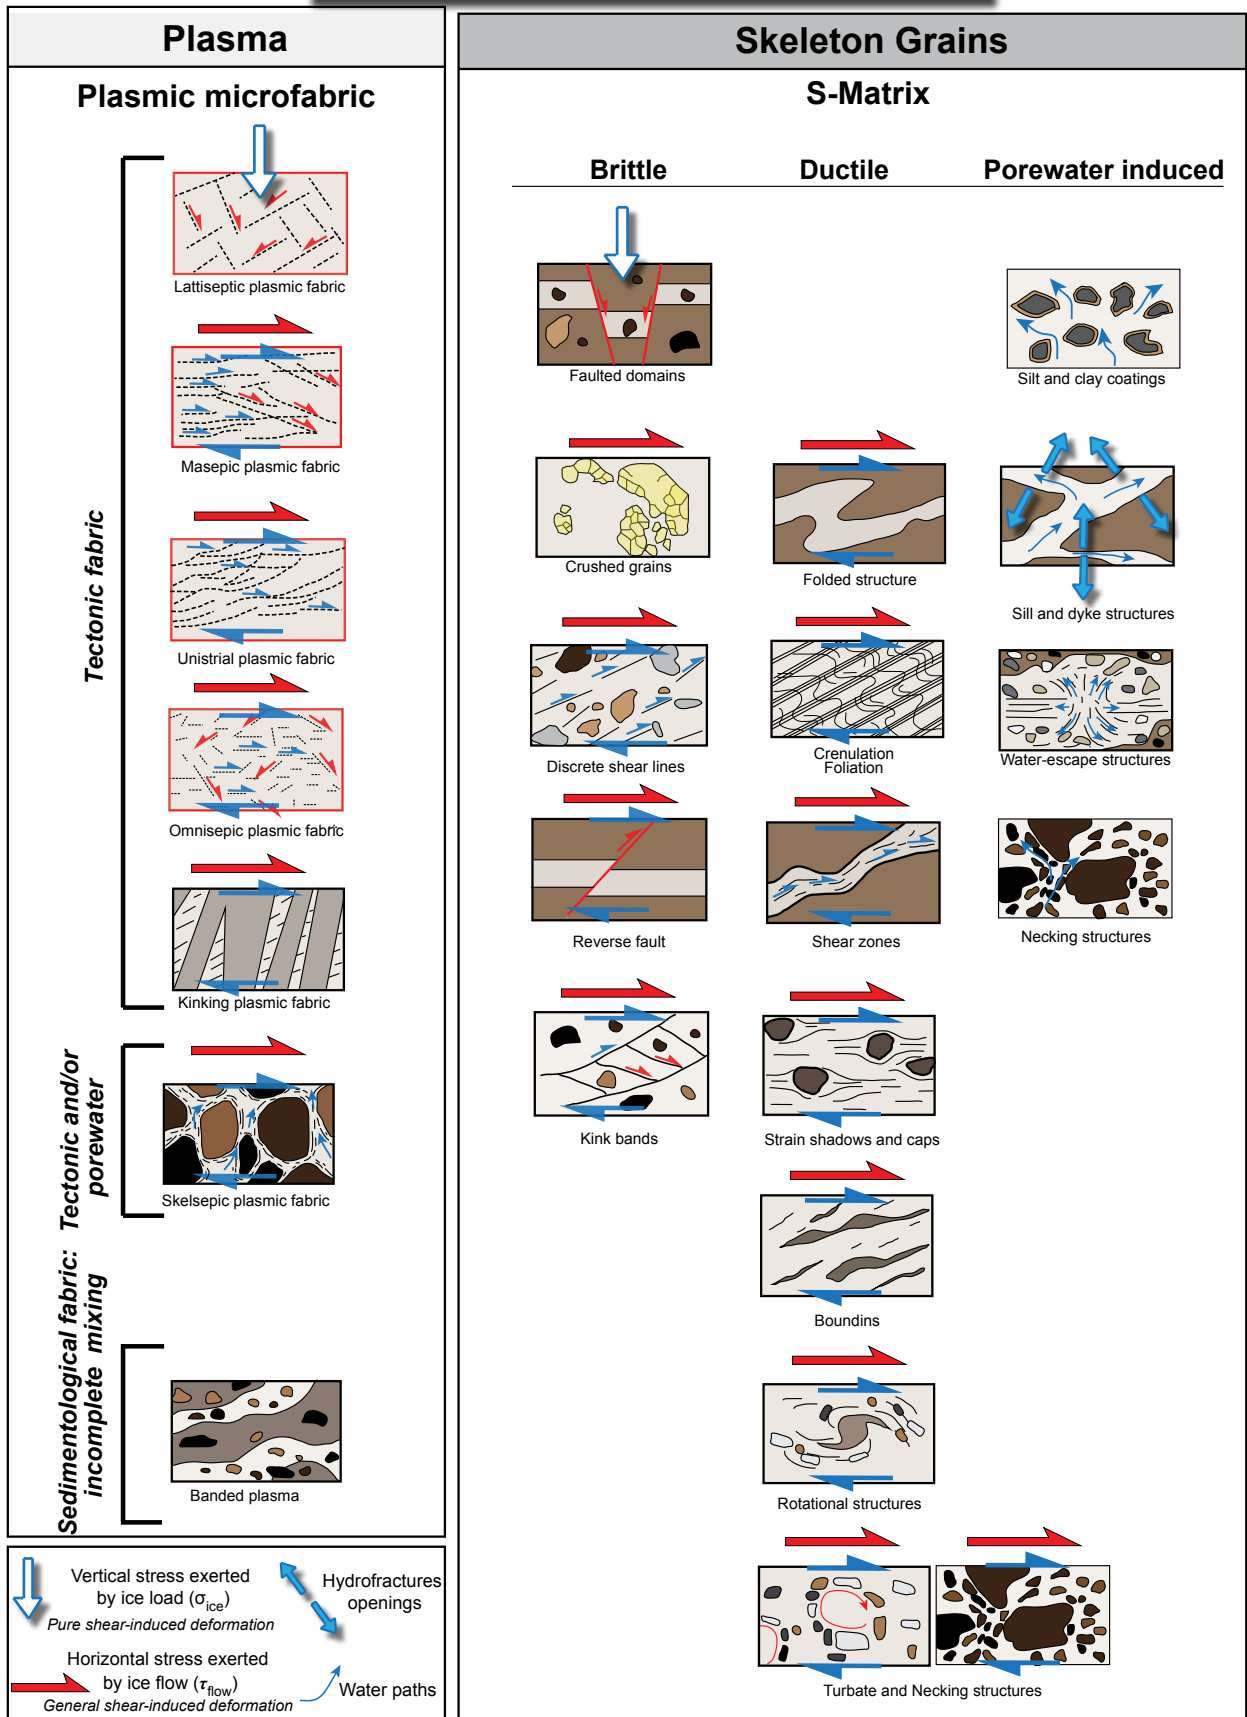 Plasma
Plasmic microfabric
Tectonic fabric
Lattiseptic plasmic fabric
Masepic plasmic fabric
Unistrial plasmic fabric
Omnisepic plasmic fabric
Kinking plasmic fabric
Tectonic and/or
porewater
Skelsepic plasmic fabric
Sedimentological fabric:
incomplete mixing
Banded plasma
Skeleton Grains
S-Matrix
Brittle
Ductile
Porewater induced
Faulted domains
Silt and clay coatings
Crushed grains
Folded structure
Sill and dyke structures
Discrete shear lines
Crenulation
Foliation
Water-escape structures
Reverse fault
Shear zones
Necking structures
Kink bands
Strain shadows and caps
Boundins
Rotational structures
Turbate and Necking structures
Vertical stress exerted
by ice load (σice)
Pure shear-induced deformation
Hydrofractures
openings
Horizontal stress exerted
by ice flow (τflow)
General shear-induced deformation
Water paths